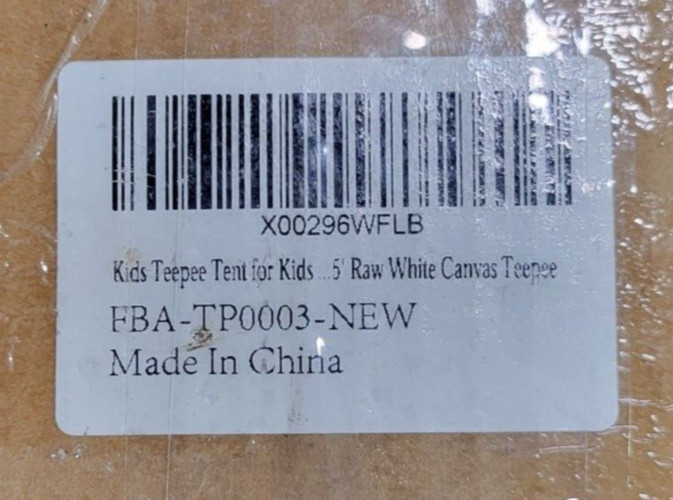 X00296WFLB
Kids Teepee Tent for Kids ...5' Raw White Canvas Teepee
FBA-TP0003-NEW
Made In China